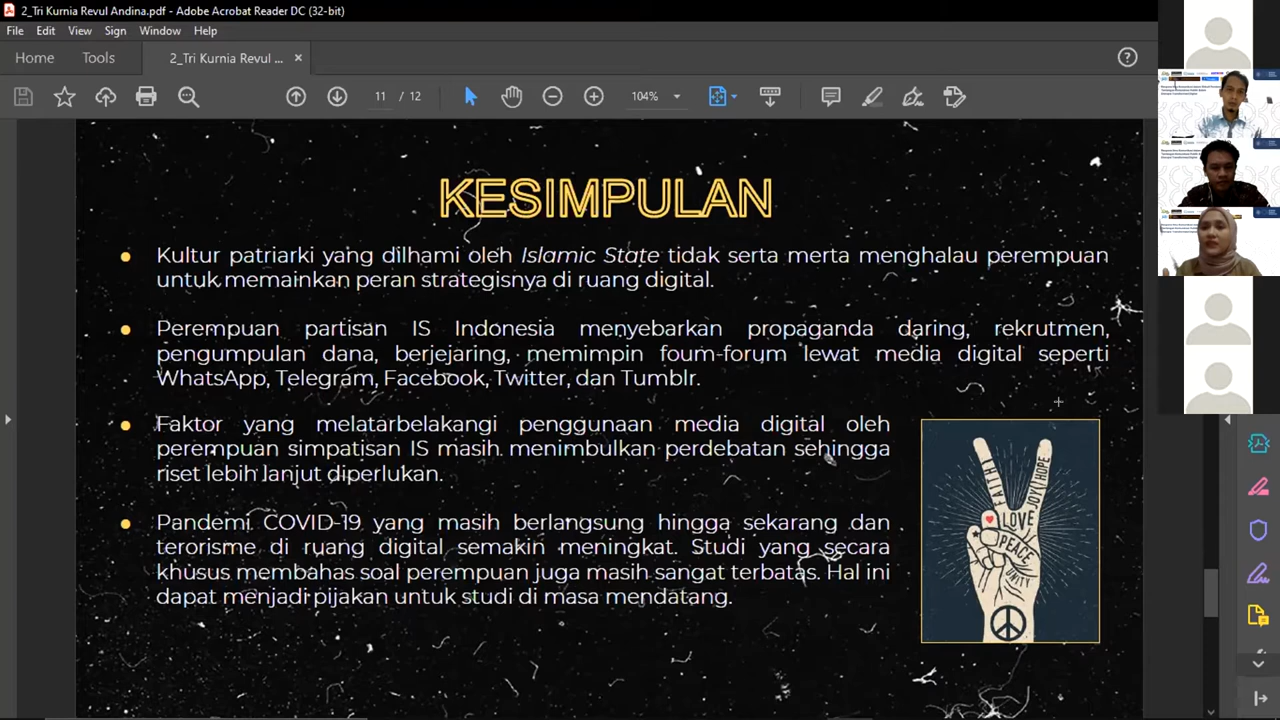 2_Tri Kurnia Revul Andina.pdf - Adobe Acrobat Reader DC (32-bit)
File Edit View Sign Window Help
Home Tools 2_Tri Kurnia Revul ... ×
11 / 12 104%
KESIMPULAN
Kultur patriarki yang dilhami oleh Islamic State tidak serta merta menghalau perempuan
untuk memainkan peran strategisnya di ruang digital.
Perempuan partisan IS Indonesia menyebarkan propaganda daring, rekrutmen,
pengumpulan dana, berjejaring, memimpin foum-forum lewat media digital seperti
WhatsApp, Telegram, Facebook, Twitter, dan Tumblr.
Faktor yang melatarbelakangi penggunaan media digital oleh
perempuan simpatisan IS masih menimbulkan perdebatan sehingga
riset lebih lanjut diperlukan.
Pandemi COVID-19 yang masih berlangsung hingga sekarang dan
terorisme di ruang digital semakin meningkat. Studi yang secara
khusus membahas soal perempuan juga masih sangat terbatas. Hal ini
dapat menjadi pijakan untuk studi di masa mendatang.
FAITH
JOY HOPE
LOVE
PEACE
UNITY